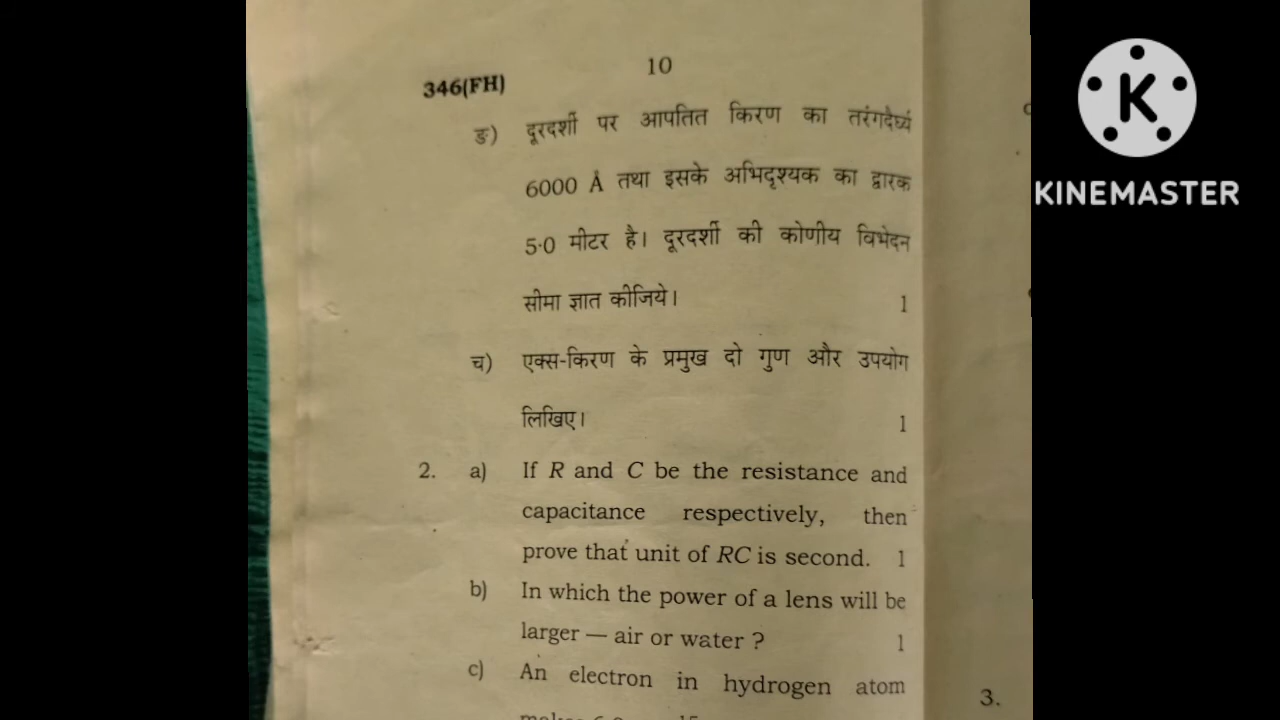 10
346(FH)
ङ) दूरदर्शी पर आपतित किरण का तरंगदैर्घ्य
6000 Å तथा इसके अभिदृश्यक का द्वारक
5·0 मीटर है। दूरदर्शी की कोणीय विभेदन
सीमा ज्ञात कीजिये। 1
च) एक्स-किरण के प्रमुख दो गुण और उपयोग
लिखिए। 1
2. a) If R and C be the resistance and
capacitance respectively, then
prove that unit of RC is second. 1
b) In which the power of a lens will be
larger — air or water ? 1
c) An electron in hydrogen atom
3.
K
KINEMASTER